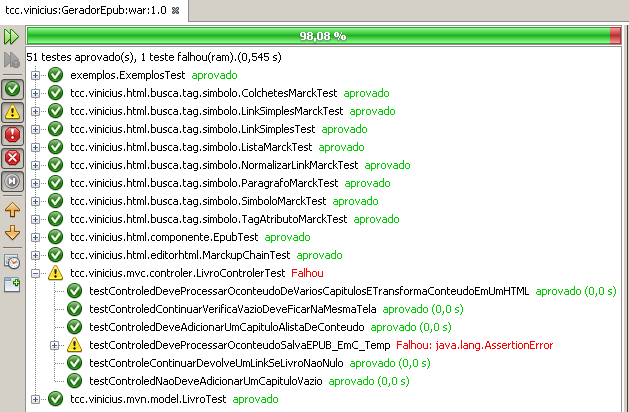 tcc.vinicius:GeradorEpub:war:1.0
98,08 %
51 testes aprovado(s), 1 teste falhou(ram).(0,545 s)
exemplos.ExemplosTest aprovado
tcc.vinicius.html.busca.tag.simbolo.ColchetesMarckTest aprovado
tcc.vinicius.html.busca.tag.simbolo.LinkSimplesMarckTest aprovado
tcc.vinicius.html.busca.tag.simbolo.LinkSimplesTest aprovado
tcc.vinicius.html.busca.tag.simbolo.ListaMarckTest aprovado
tcc.vinicius.html.busca.tag.simbolo.NormalizarLinkMarckTest aprovado
tcc.vinicius.html.busca.tag.simbolo.ParagrafoMarckTest aprovado
tcc.vinicius.html.busca.tag.simbolo.SimboloMarckTest aprovado
tcc.vinicius.html.busca.tag.simbolo.TagAtributoMarckTest aprovado
tcc.vinicius.html.componente.EpubTest aprovado
tcc.vinicius.html.editorhtml.MarckupChainTest aprovado
tcc.vinicius.mvc.controler.LivroControlerTest Falhou
testControledDeveProcessarOconteudoDeVariosCapitulosETransformaConteudoEmUmHTML aprovado (0,0 s)
testControledContinuarVerificaVazioDeveFicarNaMesmaTela aprovado (0,0 s)
testControledDeveAdicionarUmCapituloAlistaDeConteudo aprovado (0,0 s)
testControledDeveProcessarOconteudoSalvaEPUB_EmC_Temp Falhou: java.lang.AssertionError
testControleContinuarDevolveUmLinkSeLivroNaoNulo aprovado (0,0 s)
testControledNaoDeveAdicionarUmCapituloVazio aprovado (0,0 s)
tcc.vinicius.mvn.model.LivroTest aprovado